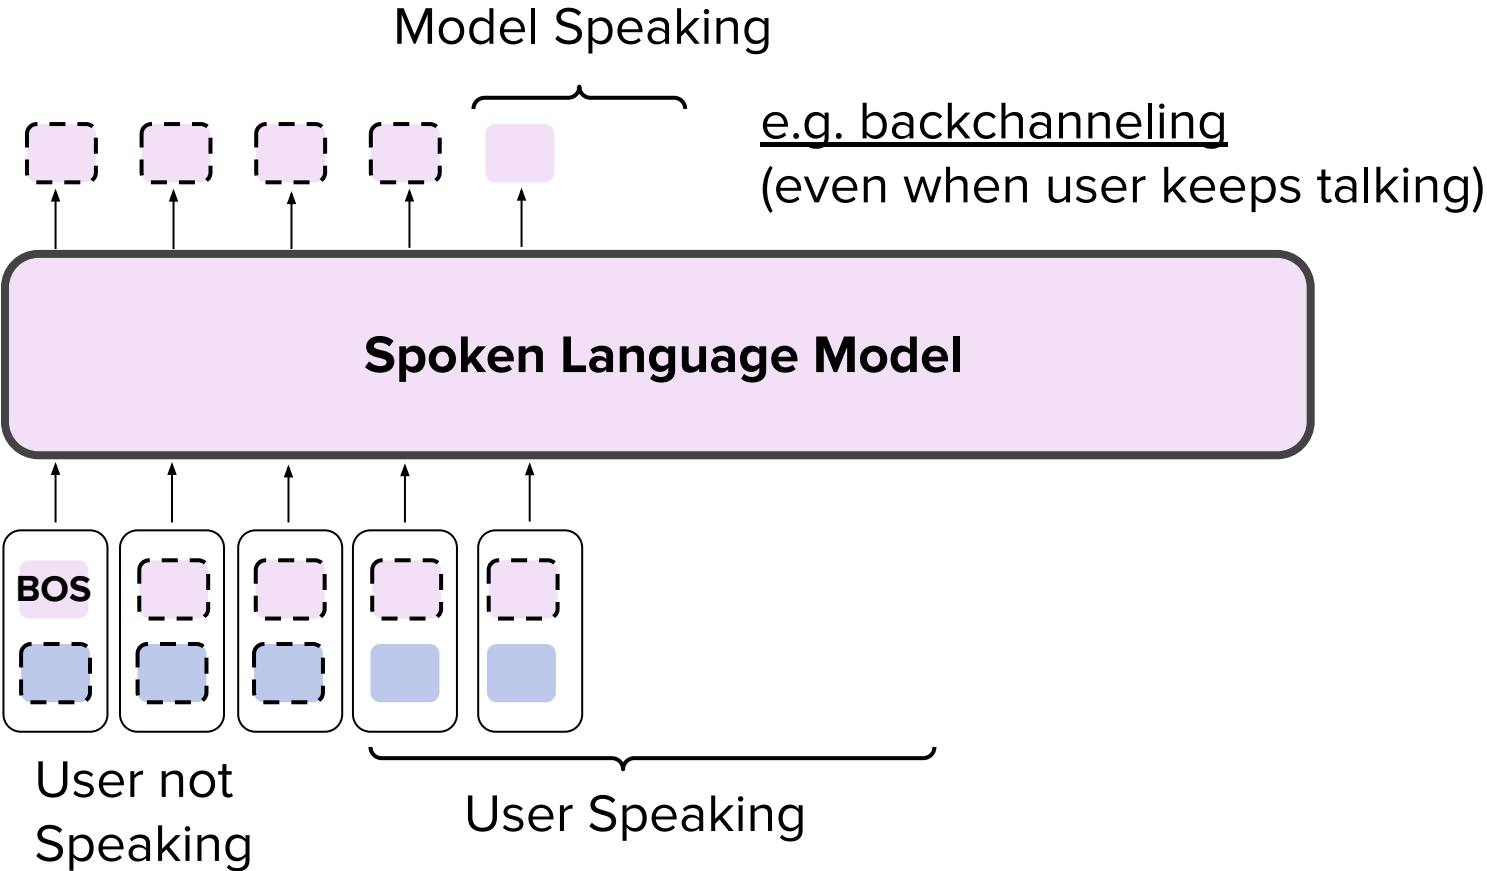 Model Speaking
e.g. backchanneling
(even when user keeps talking)
Spoken Language Model
BOS
User not
Speaking
User Speaking